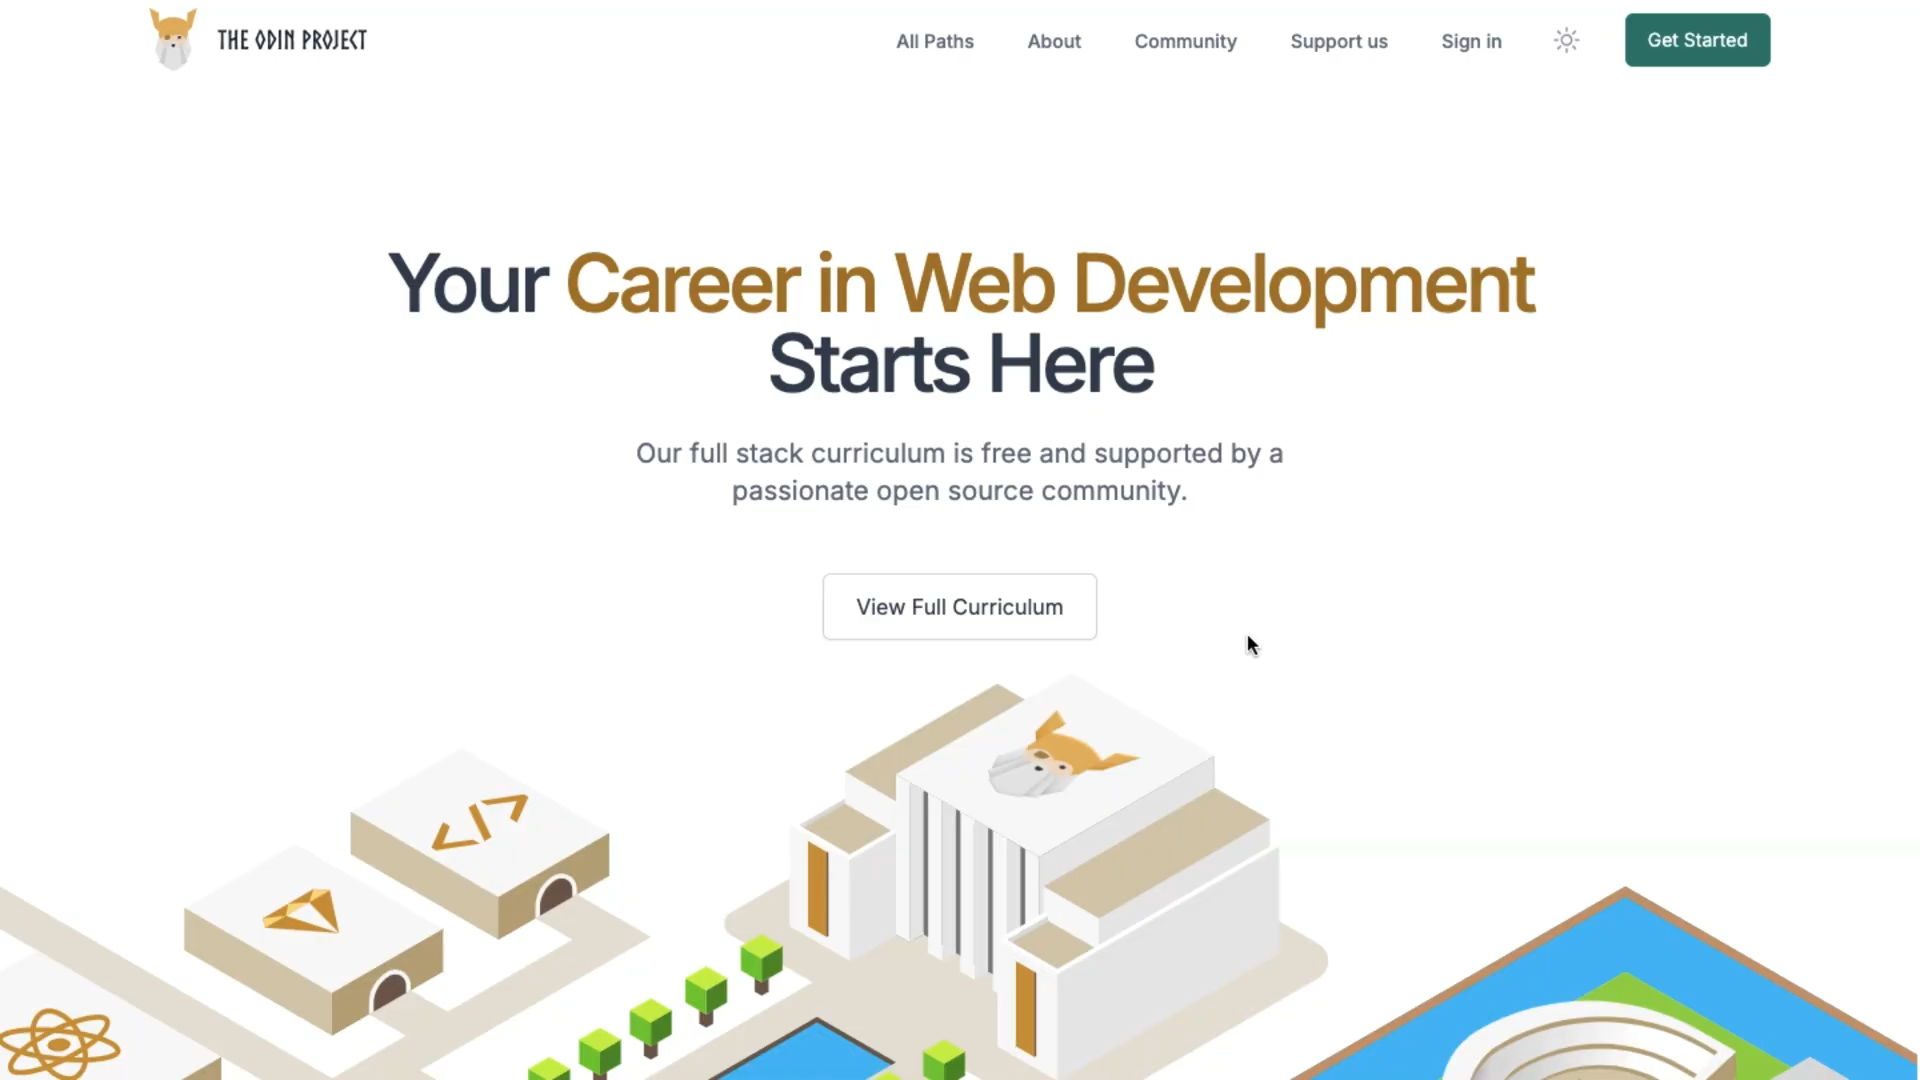 THE ODIN PROJECT
All Paths
About
Community
Support us
Sign in
Get Started
Your Career in Web Development
Starts Here
Our full stack curriculum is free and supported by a
passionate open source community.
View Full Curriculum
</>